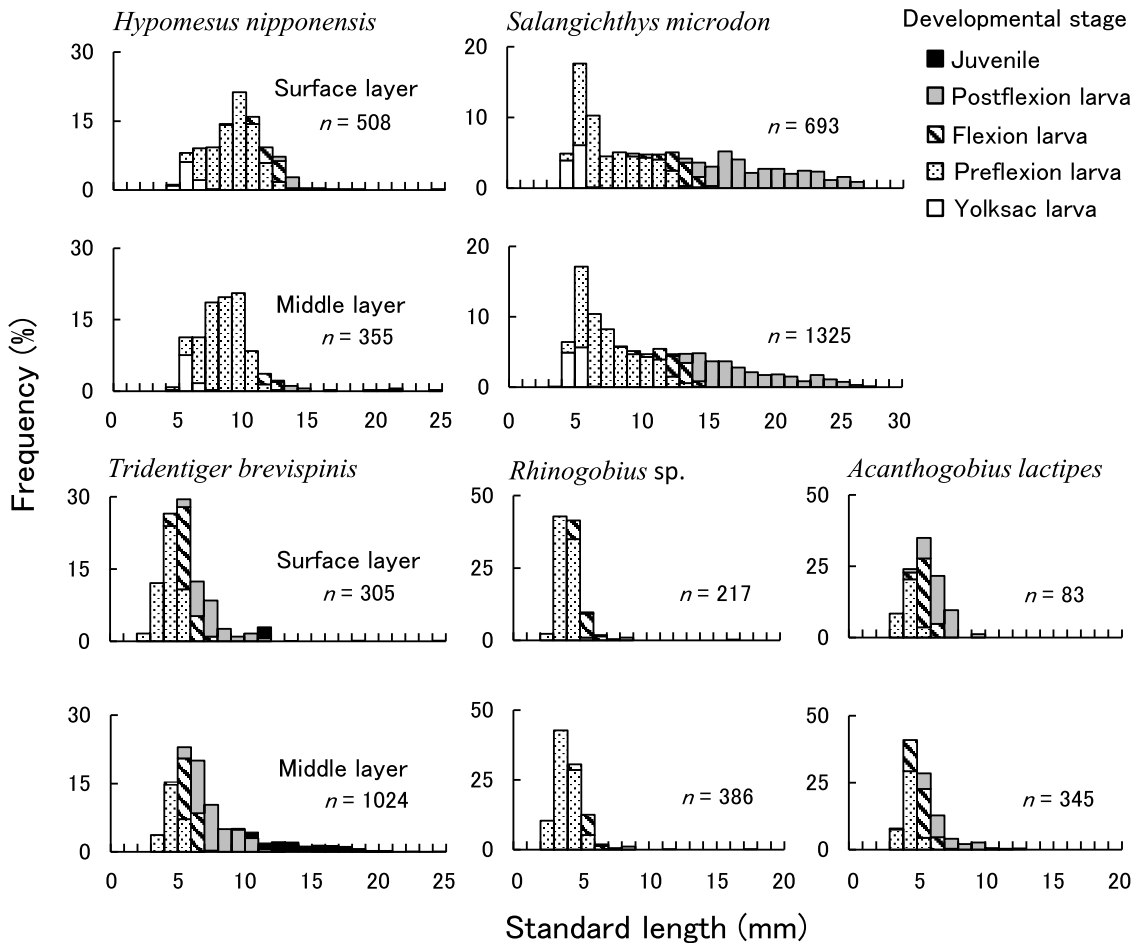 Hypomesus nipponensis
Salangichthys microdon
Developmental stage
Juvenile
Postflexion larva
Flexion larva
Preflexion larva
Yolksac larva
30
15
0
Surface layer
n = 508
20
10
0
n = 693
30
15
0
Middle layer
n = 355
0 5 10 15 20 25
20
10
0
n = 1325
0 5 10 15 20 25 30
Frequency (%)
Tridentiger brevispinis
Rhinogobius sp.
Acanthogobius lactipes
30
15
0
Surface layer
n = 305
50
25
0
n = 217
50
25
0
n = 83
30
15
0
Middle layer
n = 1024
0 5 10 15 20 25
50
25
0
n = 386
0 5 10 15 20
50
25
0
n = 345
0 5 10 15 20
Standard length (mm)